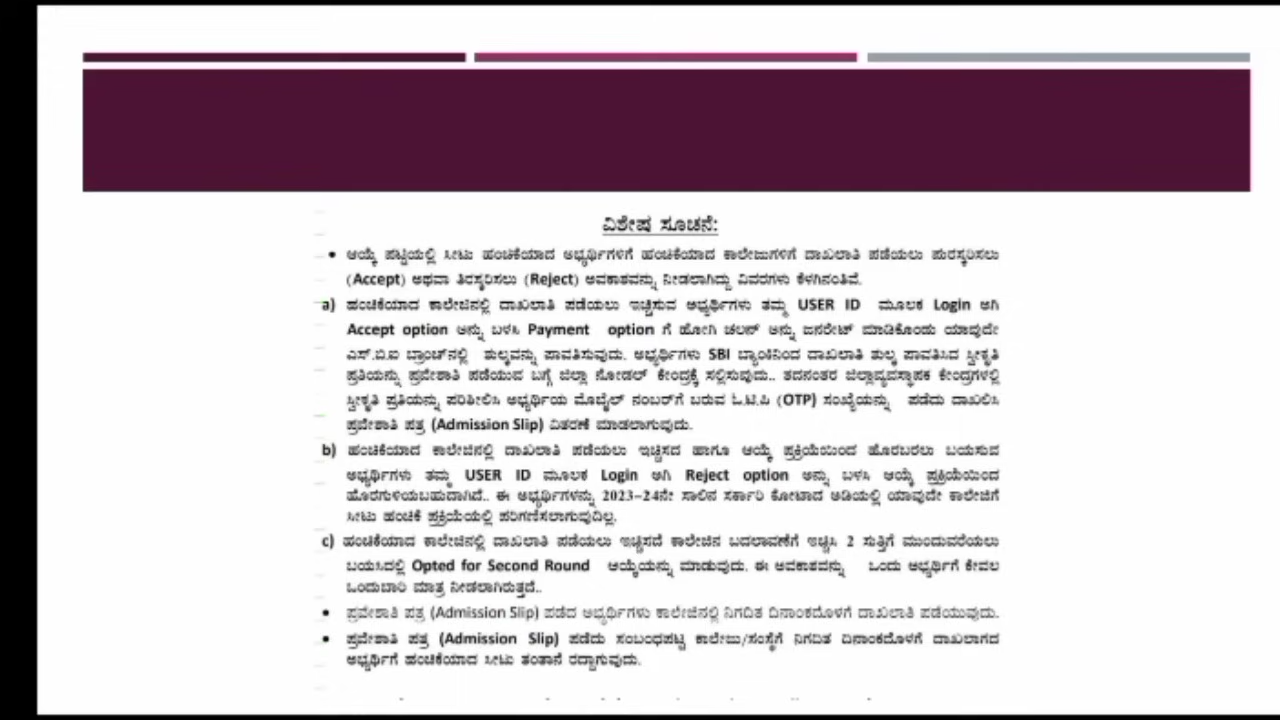 ವಿಶೇಷ ಸೂಚನೆ:
• ಆಯ್ಕೆ ಪಟ್ಟಿಯಲ್ಲಿ ಸೀಟು ಹಂಚಿಕೆಯಾದ ಅಭ್ಯರ್ಥಿಗಳಿಗೆ ಹಂಚಿಕೆಯಾದ ಕಾಲೇಜುಗಳಿಗೆ ದಾಖಲಾತಿ ಪಡೆಯಲು ಪುರಸ್ಕರಿಸಲು
(Accept) ಅಥವಾ ತಿರಸ್ಕರಿಸಲು (Reject) ಅವಕಾಶವನ್ನು ನೀಡಲಾಗಿದ್ದು ವಿವರಗಳು ಕೆಳಗಿನಂತಿವೆ.
a) ಹಂಚಿಕೆಯಾದ ಕಾಲೇಜಿನಲ್ಲಿ ದಾಖಲಾತಿ ಪಡೆಯಲು ಇಚ್ಛಿಸುವ ಅಭ್ಯರ್ಥಿಗಳು ತಮ್ಮ USER ID ಮೂಲಕ Login ಆಗಿ
Accept option ಅನ್ನು ಬಳಸಿ Payment option ಗೆ ಹೋಗಿ ಚಲನ್ ಅನ್ನು ಜನರೇಟ್ ಮಾಡಿಕೊಂಡು ಯಾವುದೇ
ಎಸ್.ಬಿ.ಐ ಬ್ರಾಂಚ್‌ನಲ್ಲಿ ಶುಲ್ಕವನ್ನು ಪಾವತಿಸುವುದು. ಅಭ್ಯರ್ಥಿಗಳು SBI ಬ್ಯಾಂಕಿನಿಂದ ದಾಖಲಾತಿ ಶುಲ್ಕ ಪಾವತಿಸಿದ ಸ್ವೀಕೃತಿ
ಪ್ರತಿಯನ್ನು ಪ್ರವೇಶಾತಿ ಪಡೆಯುವ ಬಗ್ಗೆ ಜಿಲ್ಲಾ ನೋಡಲ್ ಕೇಂದ್ರಕ್ಕೆ ಸಲ್ಲಿಸುವುದು.. ತದನಂತರ ಜಿಲ್ಲಾವ್ಯವಸ್ಥಾಪಕ ಕೇಂದ್ರಗಳಲ್ಲಿ
ಸ್ವೀಕೃತಿ ಪ್ರತಿಯನ್ನು ಪರಿಶೀಲಿಸಿ ಅಭ್ಯರ್ಥಿಯ ಮೊಬೈಲ್ ನಂಬರ್‌ಗೆ ಬರುವ ಓ.ಟಿ.ಪಿ (OTP) ಸಂಖ್ಯೆಯನ್ನು ಪಡೆದು ದಾಖಲಿಸಿ
ಪ್ರವೇಶಾತಿ ಪತ್ರ (Admission Slip) ವಿತರಣೆ ಮಾಡಲಾಗುವುದು.
b) ಹಂಚಿಕೆಯಾದ ಕಾಲೇಜಿನಲ್ಲಿ ದಾಖಲಾತಿ ಪಡೆಯಲು ಇಚ್ಛಿಸದ ಹಾಗೂ ಆಯ್ಕೆ ಪ್ರಕ್ರಿಯೆಯಿಂದ ಹೊರಬರಲು ಬಯಸುವ
ಅಭ್ಯರ್ಥಿಗಳು ತಮ್ಮ USER ID ಮೂಲಕ Login ಆಗಿ Reject option ಅನ್ನು ಬಳಸಿ ಆಯ್ಕೆ ಪ್ರಕ್ರಿಯೆಯಿಂದ
ಹೊರಗುಳಿಯಬಹುದಾಗಿದೆ.. ಈ ಅಭ್ಯರ್ಥಿಗಳನ್ನು 2023-24ನೇ ಸಾಲಿನ ಸರ್ಕಾರಿ ಕೋಟಾದ ಅಡಿಯಲ್ಲಿ ಯಾವುದೇ ಕಾಲೇಜಿಗೆ
ಸೀಟು ಹಂಚಿಕೆ ಪ್ರಕ್ರಿಯೆಯಲ್ಲಿ ಪರಿಗಣಿಸಲಾಗುವುದಿಲ್ಲ.
c) ಹಂಚಿಕೆಯಾದ ಕಾಲೇಜಿನಲ್ಲಿ ದಾಖಲಾತಿ ಪಡೆಯಲು ಇಚ್ಛಿಸದೆ ಕಾಲೇಜಿನ ಬದಲಾವಣೆಗೆ ಇಚ್ಛಿಸಿ 2 ಸುತ್ತಿಗೆ ಮುಂದುವರೆಯಲು
ಬಯಸಿದಲ್ಲಿ Opted for Second Round ಆಯ್ಕೆಯನ್ನು ಮಾಡುವುದು. ಈ ಅವಕಾಶವನ್ನು ಒಂದು ಅಭ್ಯರ್ಥಿಗೆ ಕೇವಲ
ಒಂದುಬಾರಿ ಮಾತ್ರ ನೀಡಲಾಗಿರುತ್ತದೆ..
• ಪ್ರವೇಶಾತಿ ಪತ್ರ (Admission Slip) ಪಡೆದ ಅಭ್ಯರ್ಥಿಗಳು ಕಾಲೇಜಿನಲ್ಲಿ ನಿಗದಿತ ದಿನಾಂಕದೊಳಗೆ ದಾಖಲಾತಿ ಪಡೆಯುವುದು.
• ಪ್ರವೇಶಾತಿ ಪತ್ರ (Admission Slip) ಪಡೆದು ಸಂಬಂಧಪಟ್ಟ ಕಾಲೇಜು/ಸಂಸ್ಥೆಗೆ ನಿಗದಿತ ದಿನಾಂಕದೊಳಗೆ ದಾಖಲಾಗದ
ಅಭ್ಯರ್ಥಿಗೆ ಹಂಚಿಕೆಯಾದ ಸೀಟು ತಂತಾನೆ ರದ್ದಾಗುವುದು.